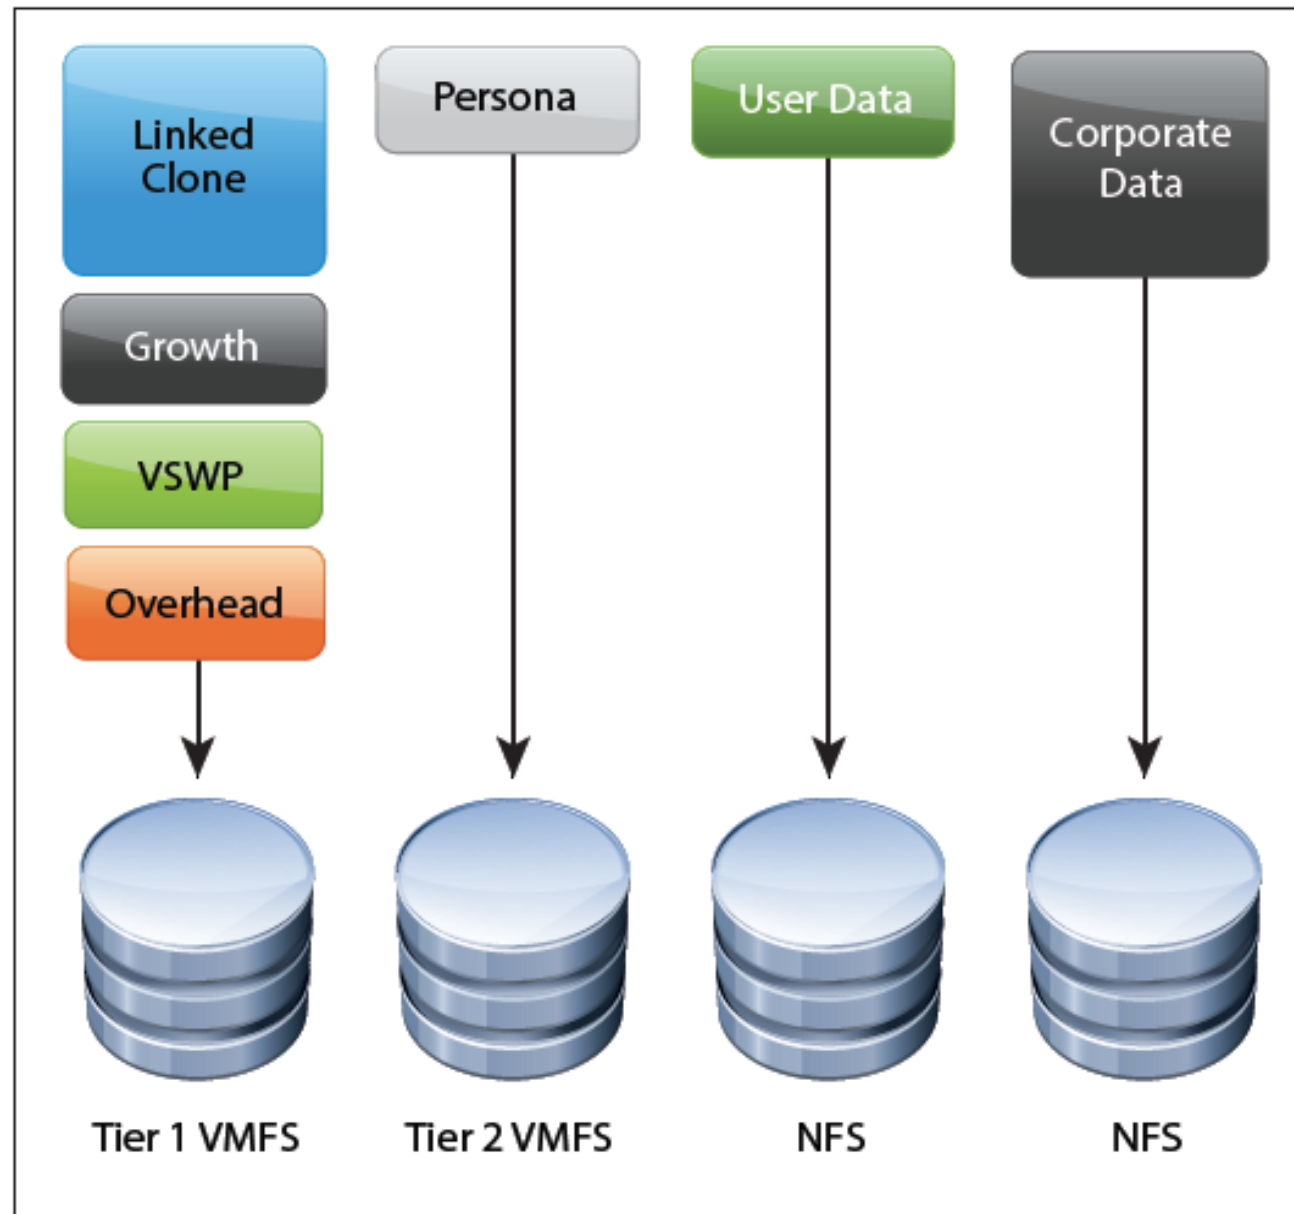 Linked
Clone
Growth
VSWP
Overhead
Persona
User Data
Corporate
Data
Tier 1 VMFS
Tier 2 VMFS
NFS
NFS